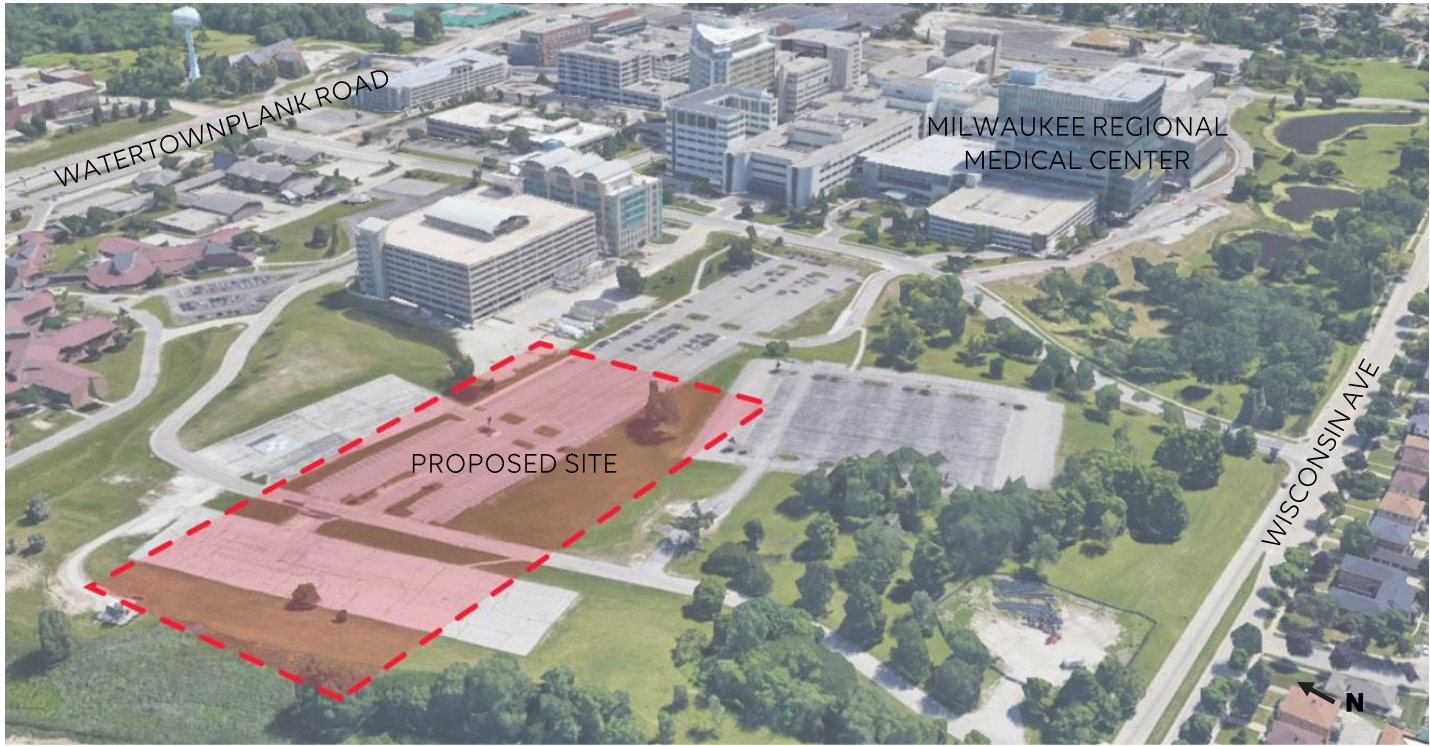 WATERTOWNPLANK ROAD
MILWAUKEE REGIONAL
MEDICAL CENTER
PROPOSED SITE
WISCONSIN AVE
N